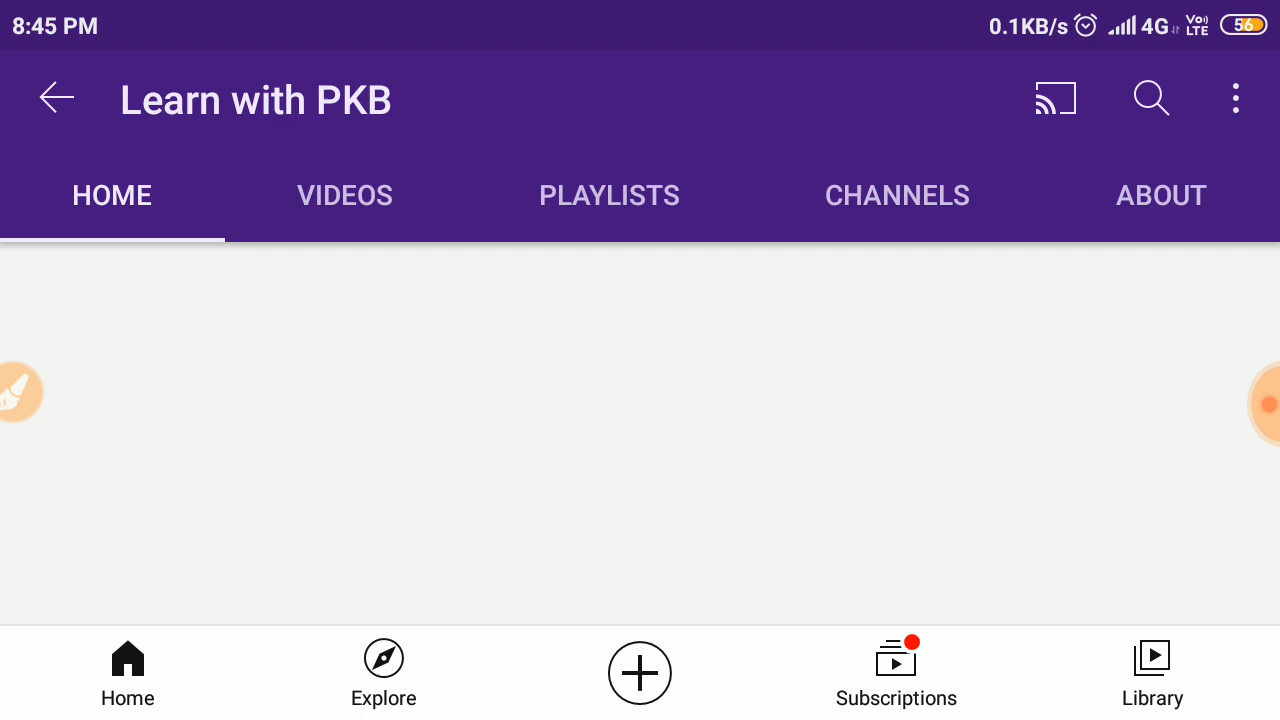 8:45 PM 0.1KB/s 4G Vo) LTE 56
Learn with PKB
HOME VIDEOS PLAYLISTS CHANNELS ABOUT
Home Explore Subscriptions Library